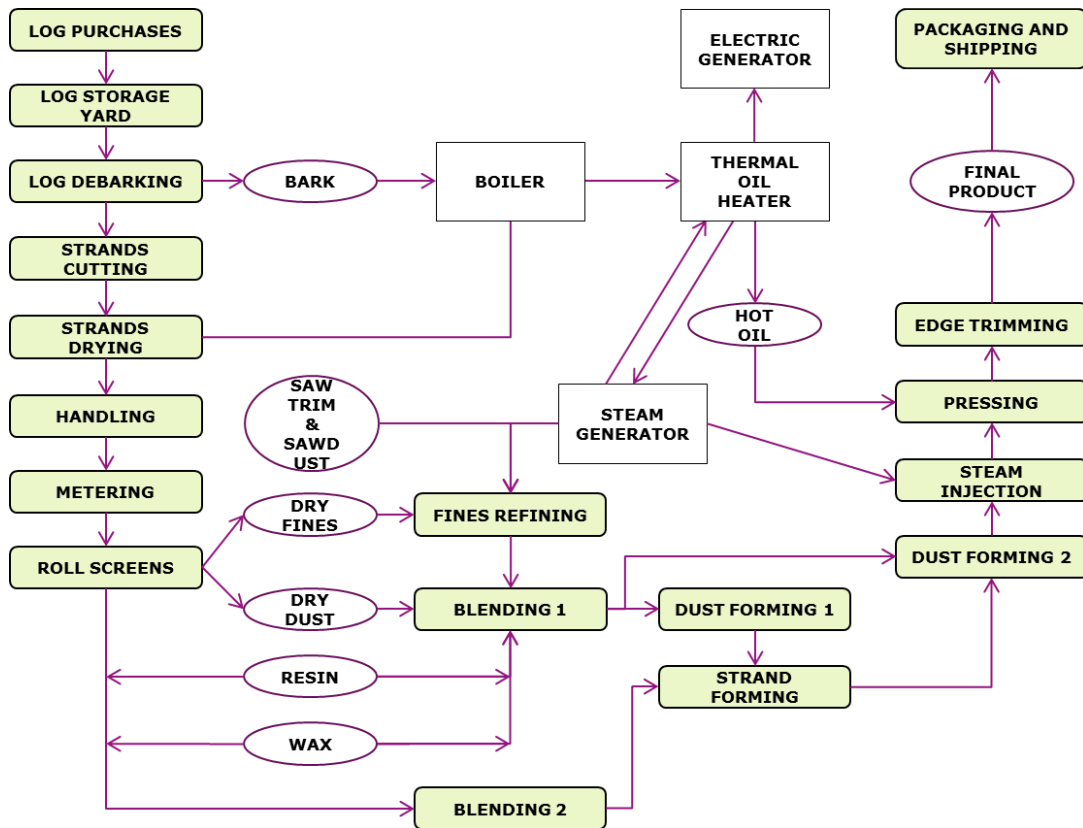 LOG PURCHASES
LOG STORAGE
YARD
LOG DEBARKING
STRANDS
CUTTING
STRANDS
DRYING
HANDLING
METERING
ROLL SCREENS
BARK
BOILER
SAW
TRIM
&
SAWD
UST
DRY
FINES
DRY
DUST
RESIN
WAX
FINES REFINING
BLENDING 1
BLENDING 2
ELECTRIC
GENERATOR
THERMAL
OIL
HEATER
HOT
OIL
STEAM
GENERATOR
DUST FORMING 1
STRAND
FORMING
PACKAGING AND
SHIPPING
FINAL
PRODUCT
EDGE TRIMMING
PRESSING
STEAM
INJECTION
DUST FORMING 2